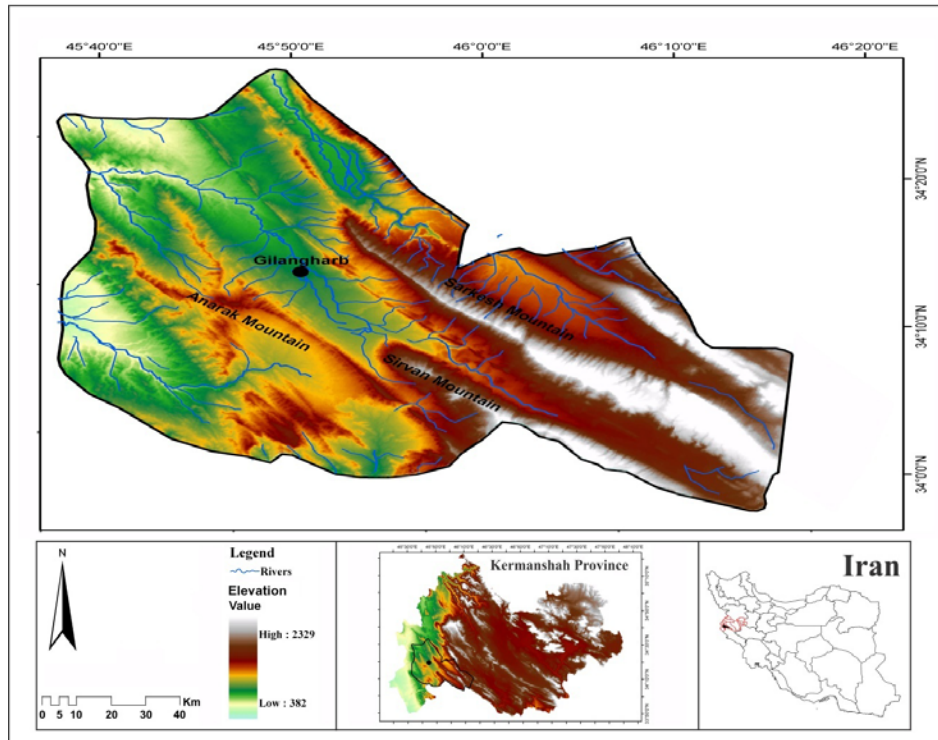 45°40'0"E 45°50'0"E 46°0'0"E 46°10'0"E 46°20'0"E
34°20'0"N
Gilangharb
Sarkash Mountain
Anarak Mountain
34°10'0"N
Sirvan Mountain
34°0'0"N
N
Legend
Rivers
Elevation
Value
High : 2329
Low : 382
Km
0 5 10 20 30 40
Kermanshah Province
Iran